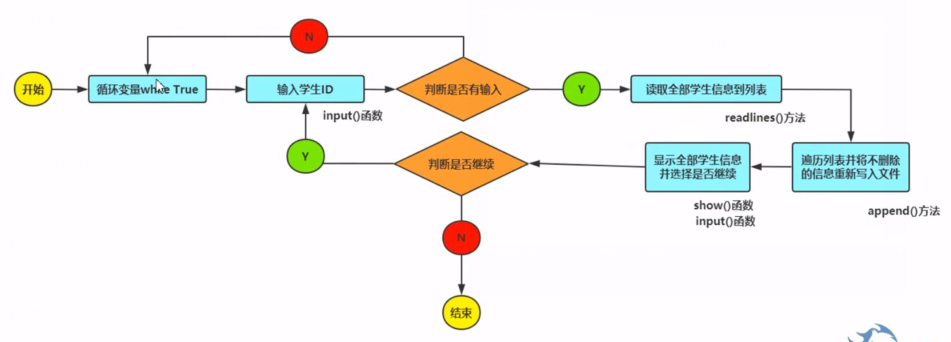 N
开始
循环变量while True
输入学生ID
判断是否有输入
Y
读取全部学生信息到列表
input()函数
readlines()方法
Y
判断是否继续
显示全部学生信息
并选择是否继续
遍历列表并将不删除
的信息重新写入文件
show()函数
input()函数
append()方法
N
结束